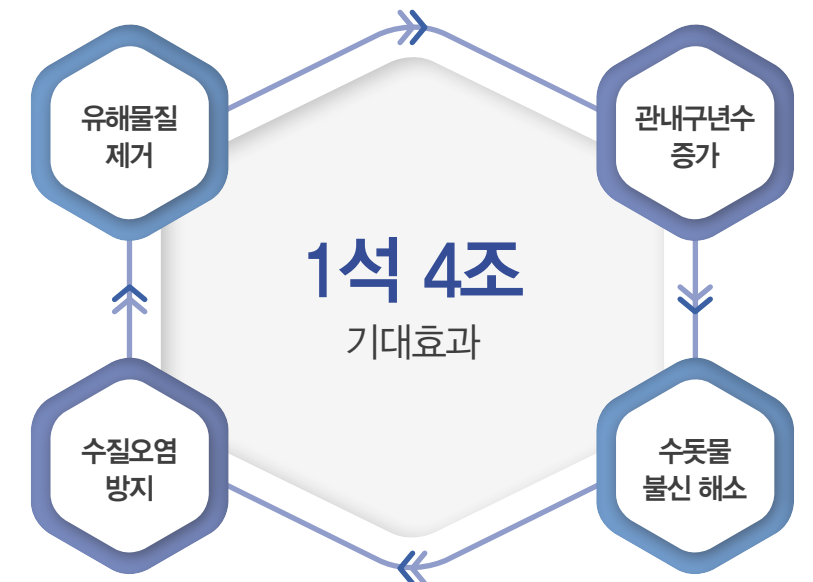 유해물질
제거
관내구년수
증가
1석 4조
기대효과
수질오염
방지
수돗물
불신 해소